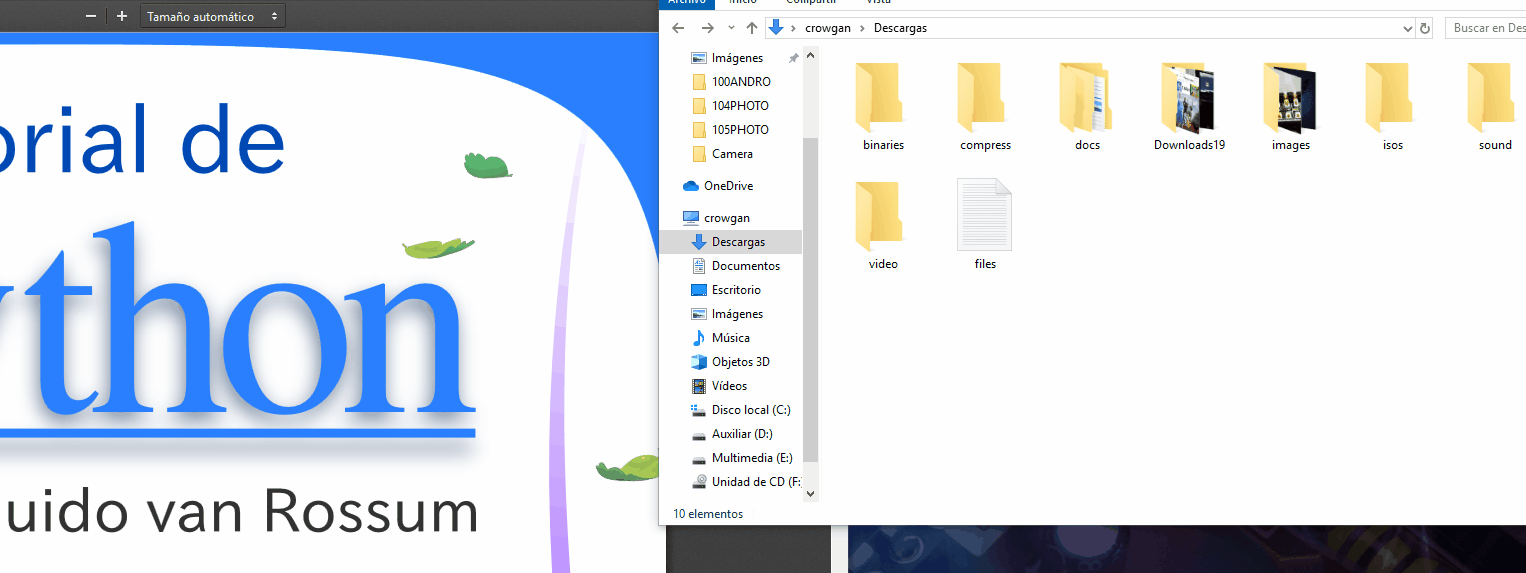 Tamaño automático
orial de
ython
uido van Rossum
Archivo Inicio Compartir Vista
crowgan > Descargas
Buscar en Des
Imágenes
100ANDRO
104PHOTO
105PHOTO
Camera
OneDrive
crowgan
Descargas
Documentos
Escritorio
Imágenes
Música
Objetos 3D
Vídeos
Disco local (C:)
Auxiliar (D:)
Multimedia (E:)
Unidad de CD (F:
10 elementos
binaries
compress
docs
Downloads19
images
isos
sound
video
files